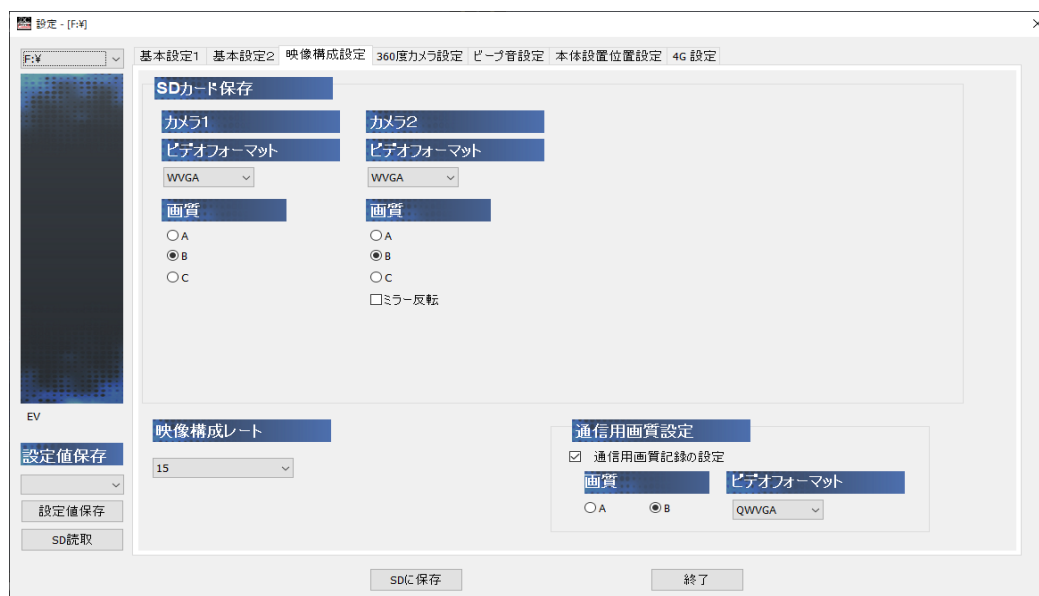 設定 - [F:¥]
F:¥
基本設定1 基本設定2 映像構成設定 360度カメラ設定 ビープ音設定 本体設置位置設定 4G 設定
SDカード保存
カメラ1 カメラ2
ビデオフォーマット ビデオフォーマット
WVGA WVGA
画質 画質
A A
B B
C C
ミラー反転
EV
映像構成レート
15
通信用画質設定
通信用画質記録の設定
画質 ビデオフォーマット
A B QWVGA
設定値保存
設定値保存
SD読取
SDに保存 終了